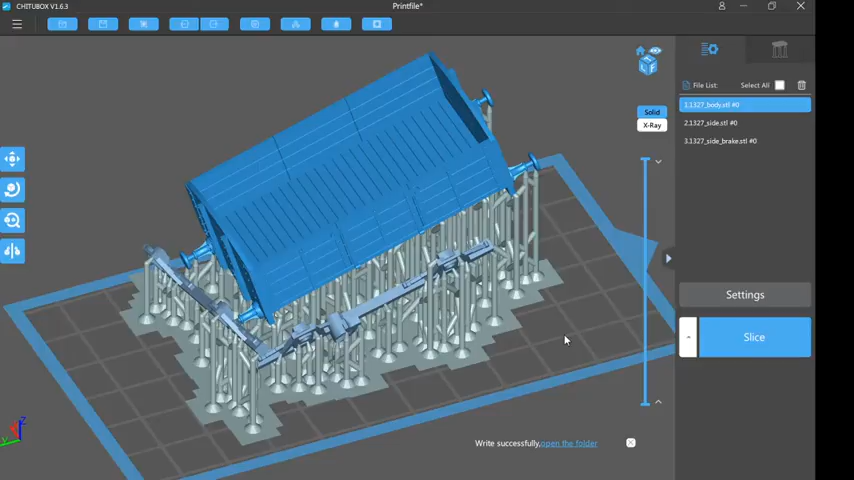 CHITUBOX V1.6.3
Printfile*
File List:
Select All
1.1327_body.stl #0
2.1327_side.stl #0
3.1327_side_brake.stl #0
Solid
X-Ray
Settings
Slice
Write successfully,open the folder